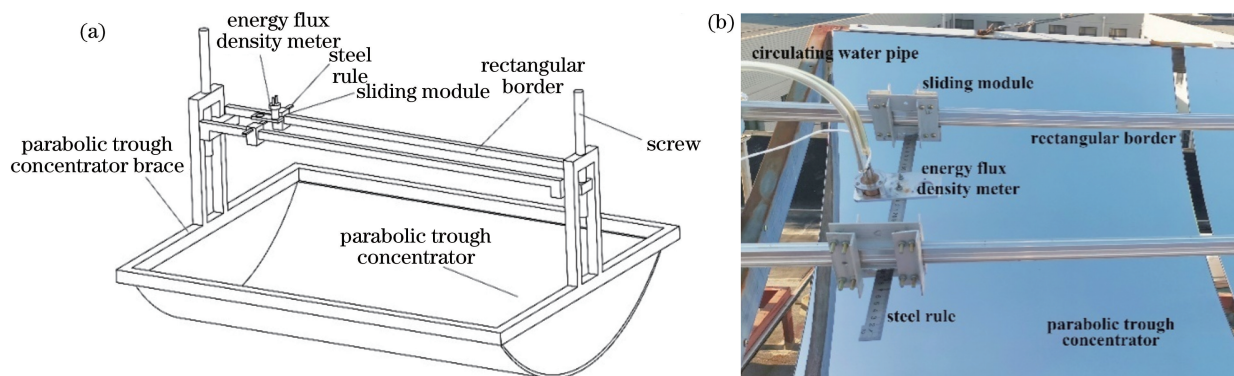 (a)
energy flux
density meter
steel
rule
sliding module
rectangular
border
parabolic trough
concentrator brace
screw
parabolic trough
concentrator
(b)
circulating water pipe
sliding module
rectangular border
energy flux
density meter
steel rule
parabolic trough
concentrator